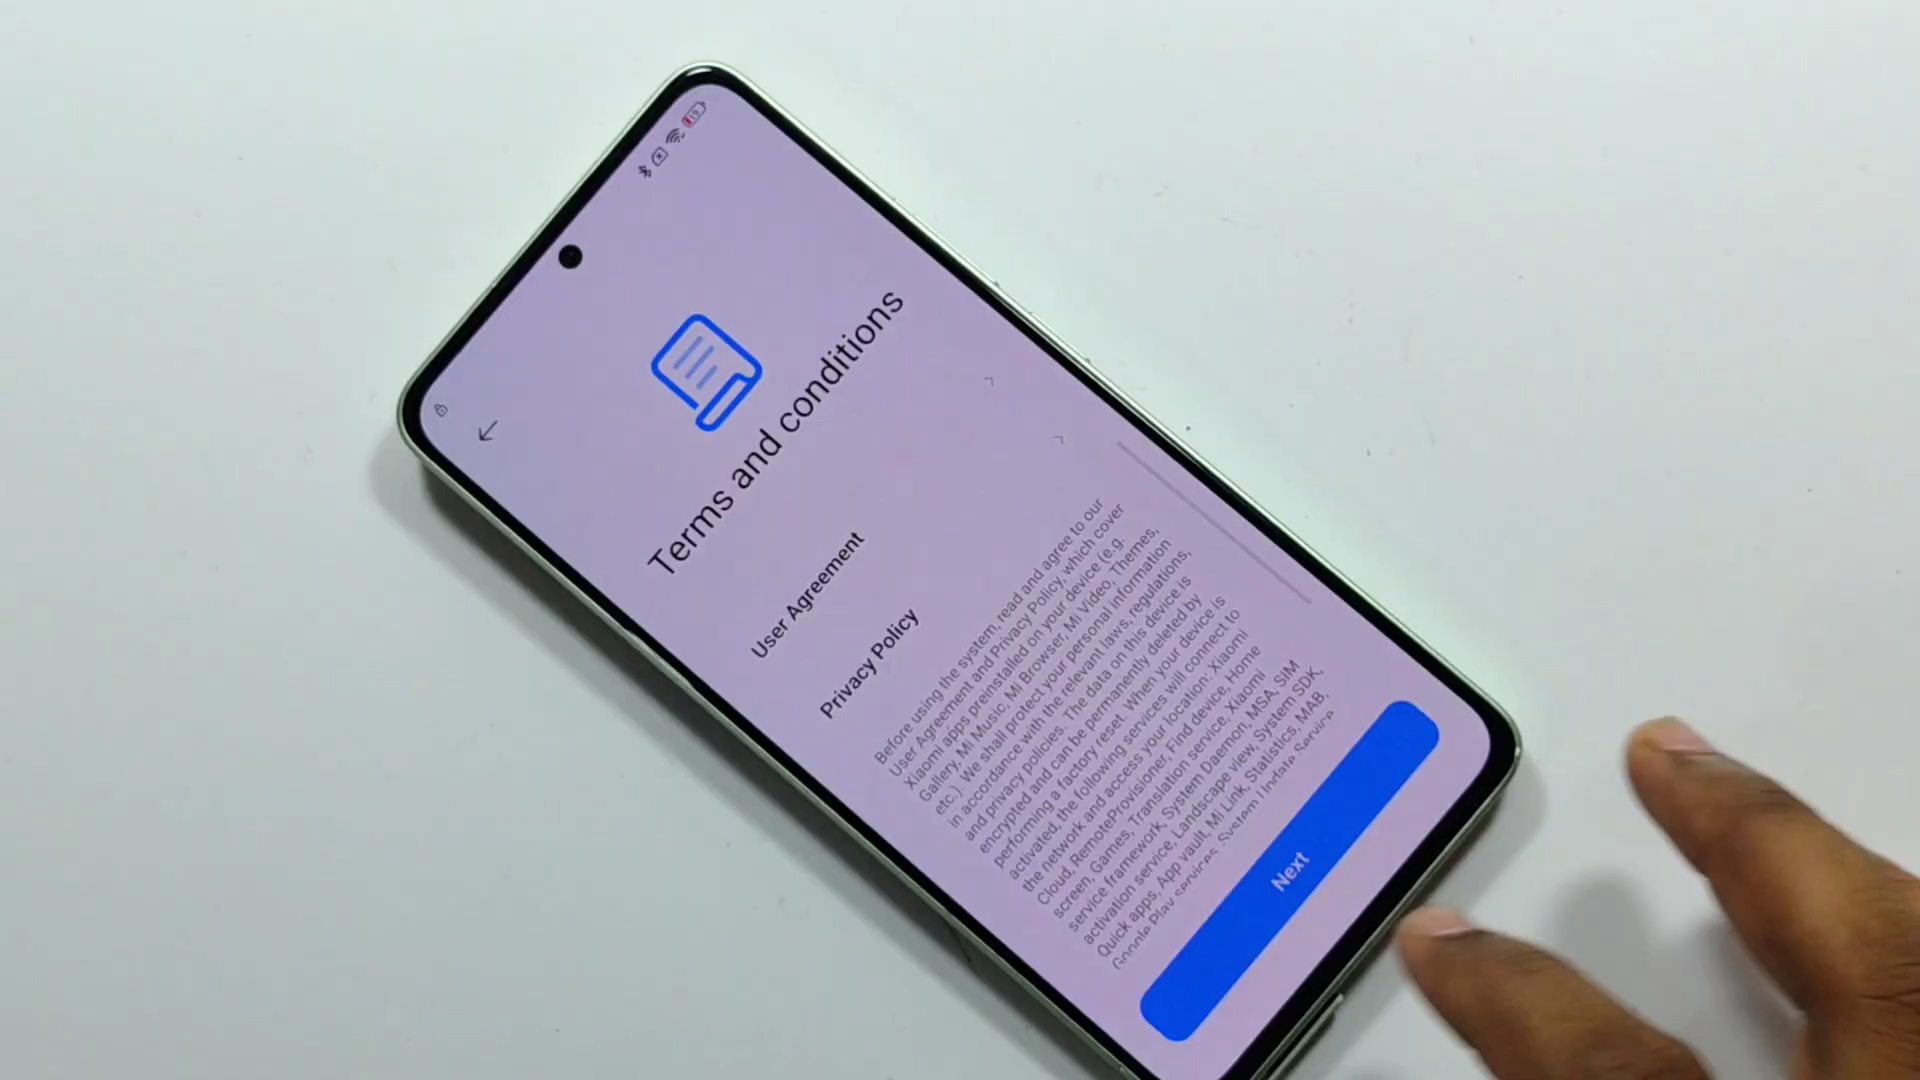 19
Terms and conditions
User Agreement
Privacy Policy
Before using the system, read and agree to our
User Agreement and Privacy Policy, which cover
Xiaomi apps preinstalled on your device (e.g.
Gallery, Mi Music, Mi Browser, Mi Video, Themes,
etc.). We shall protect your personal information
in accordance with the relevant laws, regulations,
and privacy policies. The data on this device is
encrypted and can be permanently deleted by
performing a factory reset. When your device is
activated, the following services will connect to
the network and access your location: Xiaomi
Cloud, RemoteProvisioner, Find device, Home
screen, Games, Translation service, Xiaomi
service framework, System Daemon, MSA, SIM
activation service, Landscape view, System SDK,
Quick apps, App vault, Mi Link, Statistics, MAB,
Google Play services, System Update Service
Next